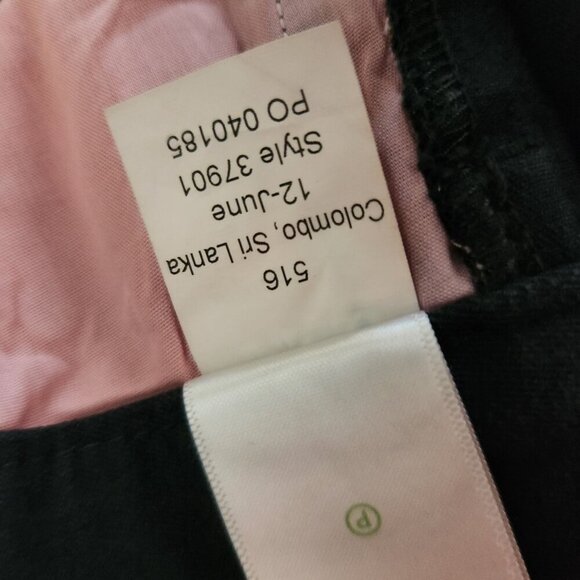 516
Colombo, Sri Lanka
12-June
Style 37901
PO 040185
P